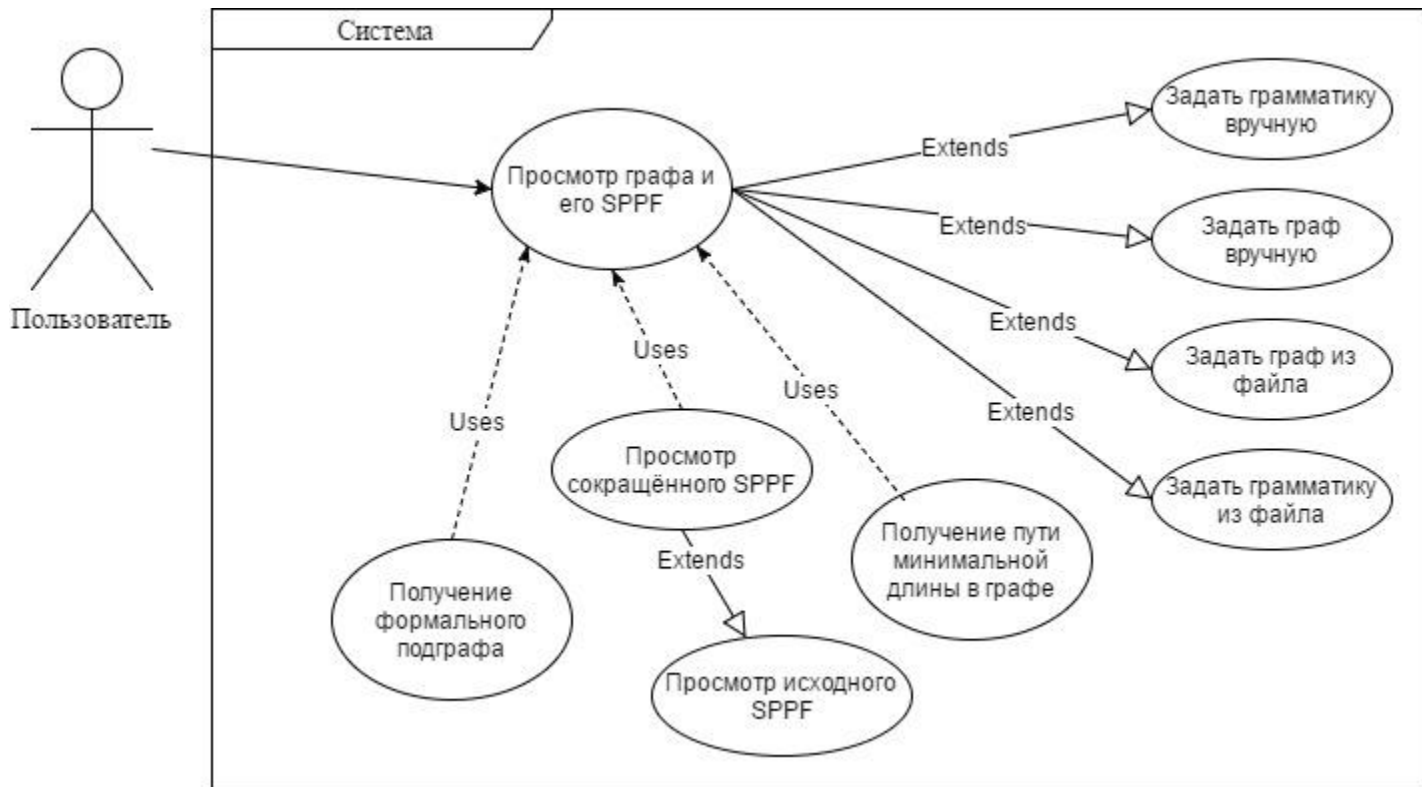 Система
Пользователь
Просмотр графа и
его SPPF
Extends
Задать грамматику
вручную
Extends
Задать граф
вручную
Extends
Задать граф из
файла
Extends
Задать грамматику
из файла
Uses
Uses
Uses
Получение
формального
подграфа
Просмотр
сокращённого SPPF
Extends
Просмотр исходного
SPPF
Получение пути
минимальной
длины в графе